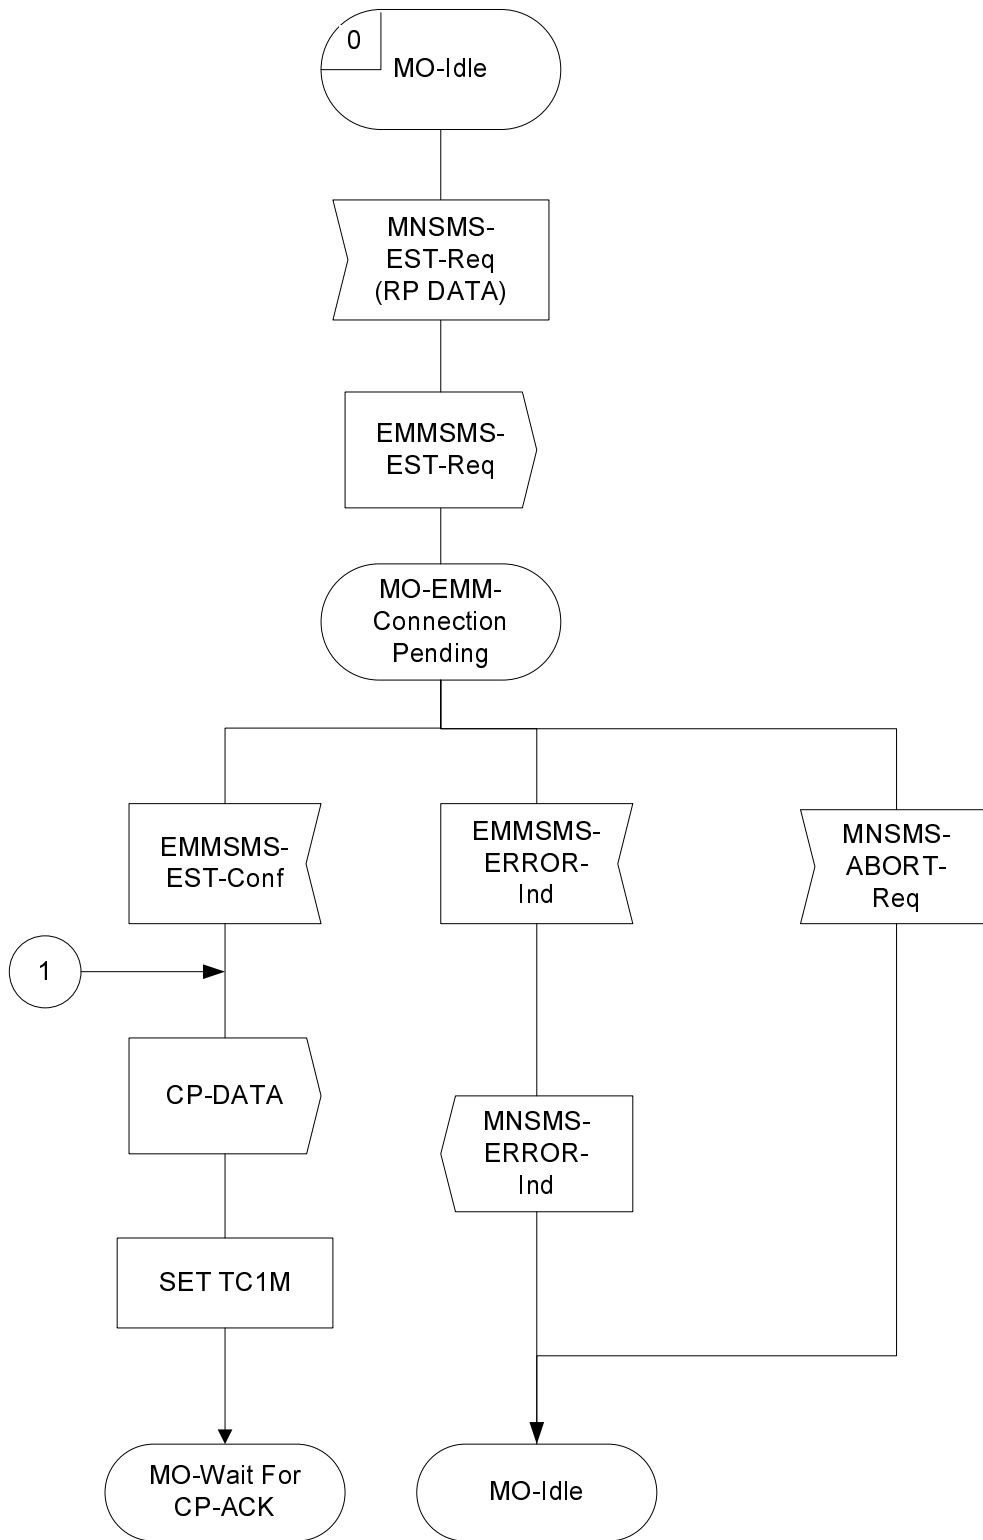 0
MO-Idle
MNSMS-
EST-Req
(RP DATA)
EMMSMS-
EST-Req
MO-EMM-
Connection
Pending
EMMSMS-
EST-Conf
EMMSMS-
ERROR-
Ind
MNSMS-
ABORT-
Req
1
CP-DATA
MNSMS-
ERROR-
Ind
SET TC1M
MO-Wait For
CP-ACK
MO-Idle